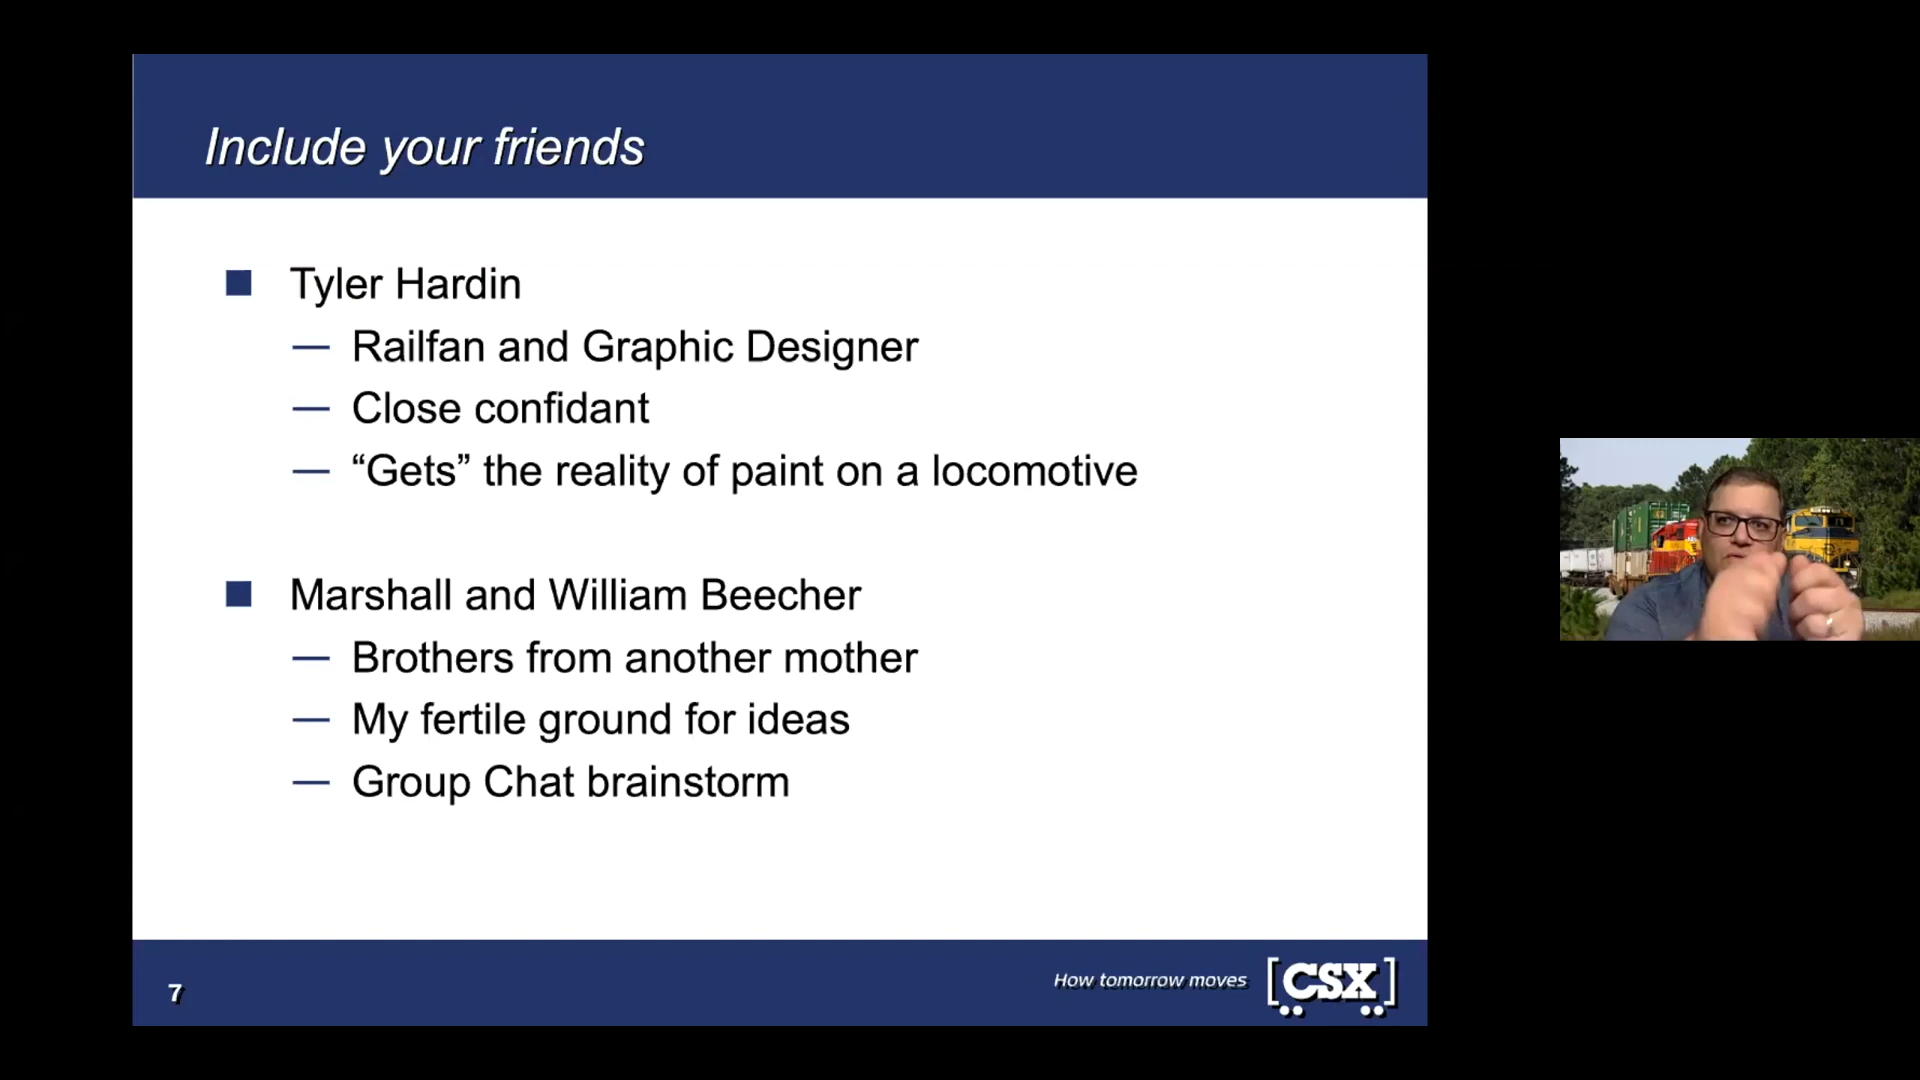 Include your friends
Tyler Hardin
— Railfan and Graphic Designer
— Close confidant
— “Gets” the reality of paint on a locomotive
Marshall and William Beecher
— Brothers from another mother
— My fertile ground for ideas
— Group Chat brainstorm
7
How tomorrow moves
[CSX]